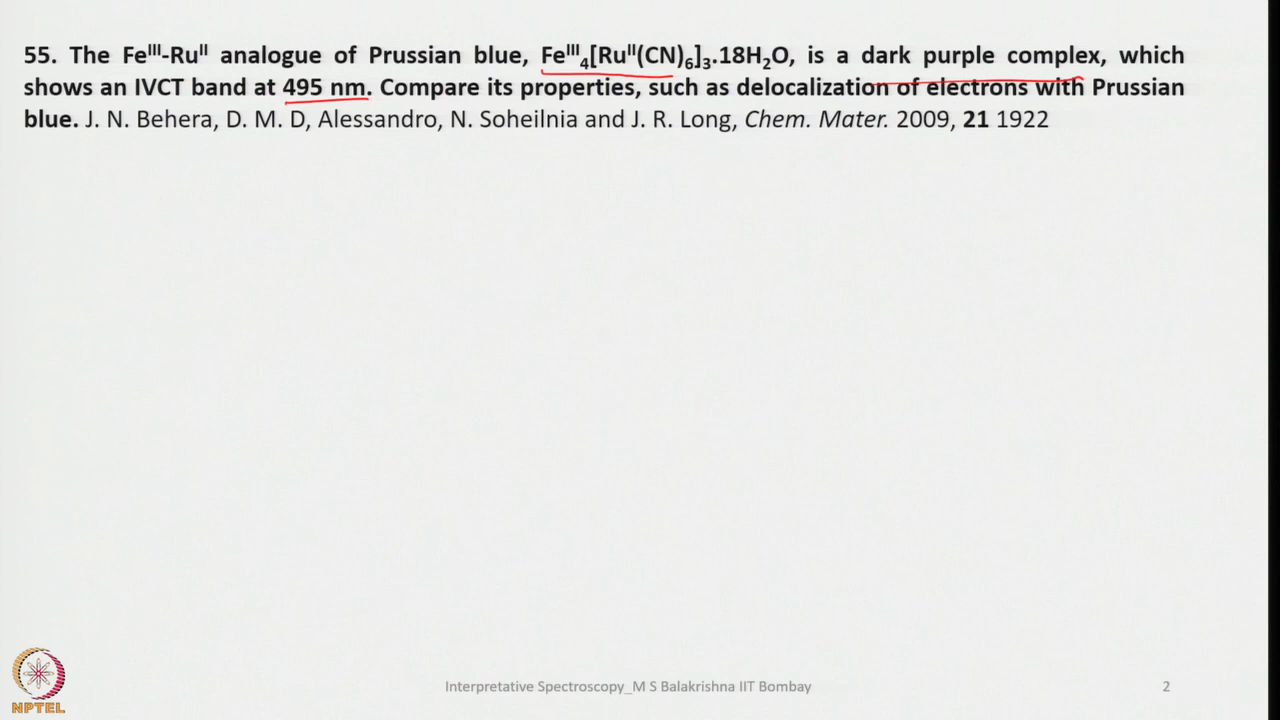 55. The Feᴵᴵᴵ-Ruᴵᴵ analogue of Prussian blue, Feᴵᴵᴵ₄[Ruᴵᴵ(CN)₆]₃.18H₂O, is a dark purple complex, which
shows an IVCT band at 495 nm. Compare its properties, such as delocalization of electrons with Prussian
blue. J. N. Behera, D. M. D, Alessandro, N. Soheilnia and J. R. Long, Chem. Mater. 2009, 21 1922
NPTEL
Interpretative Spectroscopy_M S Balakrishna IIT Bombay
2